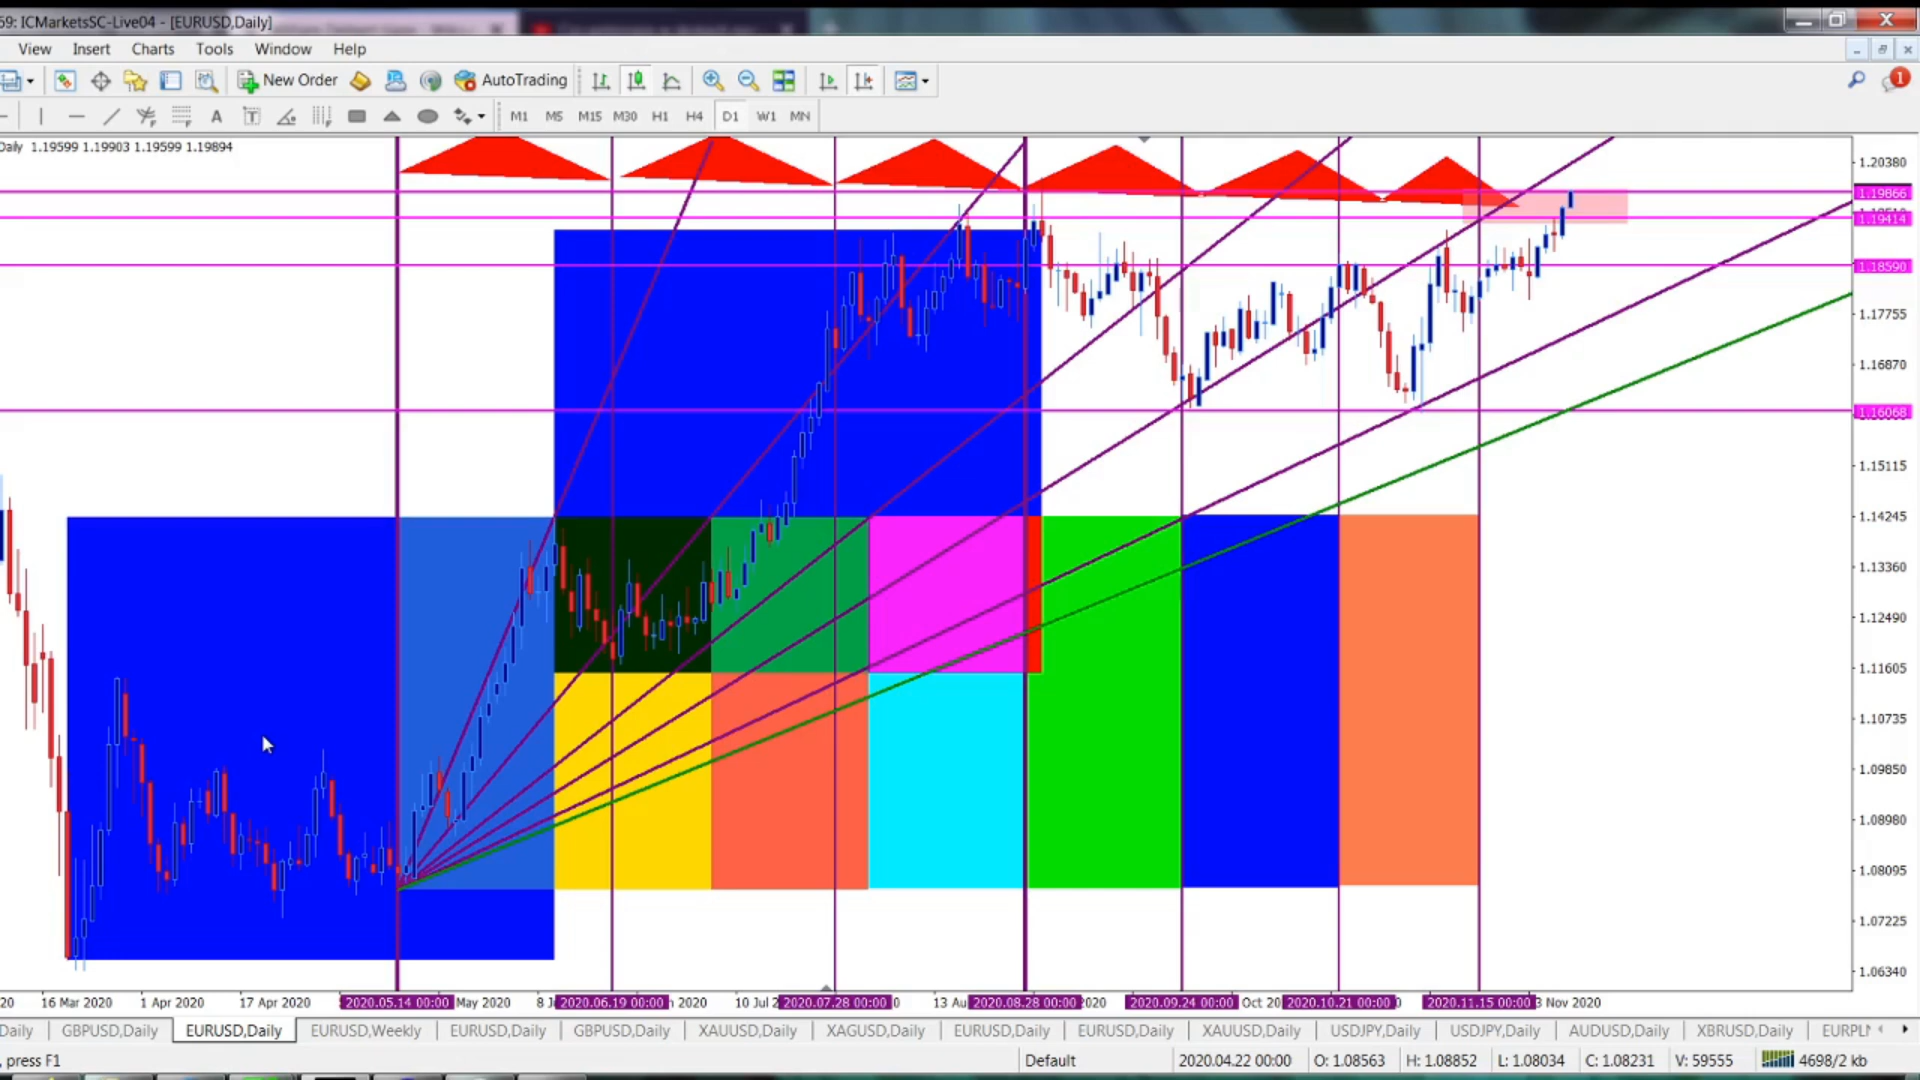 59: ICMarketsSC-Live04 - [EURUSD,Daily]
View Insert Charts Tools Window Help
New Order AutoTrading
A T M1 M5 M15 M30 H1 H4 D1 W1 MN
Daily 1.19599 1.19903 1.19599 1.19894
1.20380
1.19866
1.19414
1.18590
1.17755
1.16870
1.16068
1.15115
1.14245
1.13360
1.12490
1.11605
1.10735
1.09850
1.08980
1.08095
1.07225
1.06340
20 16 Mar 2020 1 Apr 2020 17 Apr 2020 2020.05.14 00:00 May 2020 2020.06.19 00:00 2020 10 Jul 2020.07.28 00:00 13 Au 2020.08.28 00:00 2020 2020.09.24 00:00 Oct 20 2020.10.21 00:00 2020.11.15 00:00 3 Nov 2020
Daily GBPUSD,Daily EURUSD,Daily EURUSD,Weekly EURUSD,Daily GBPUSD,Daily XAUUSD,Daily XAGUSD,Daily EURUSD,Daily EURUSD,Daily XAUUSD,Daily USDJPY,Daily USDJPY,Daily AUDUSD,Daily XBRUSD,Daily EURPLN
, press F1 Default 2020.04.22 00:00 O: 1.08563 H: 1.08852 L: 1.08034 C: 1.08231 V: 59555 4698/2 kb